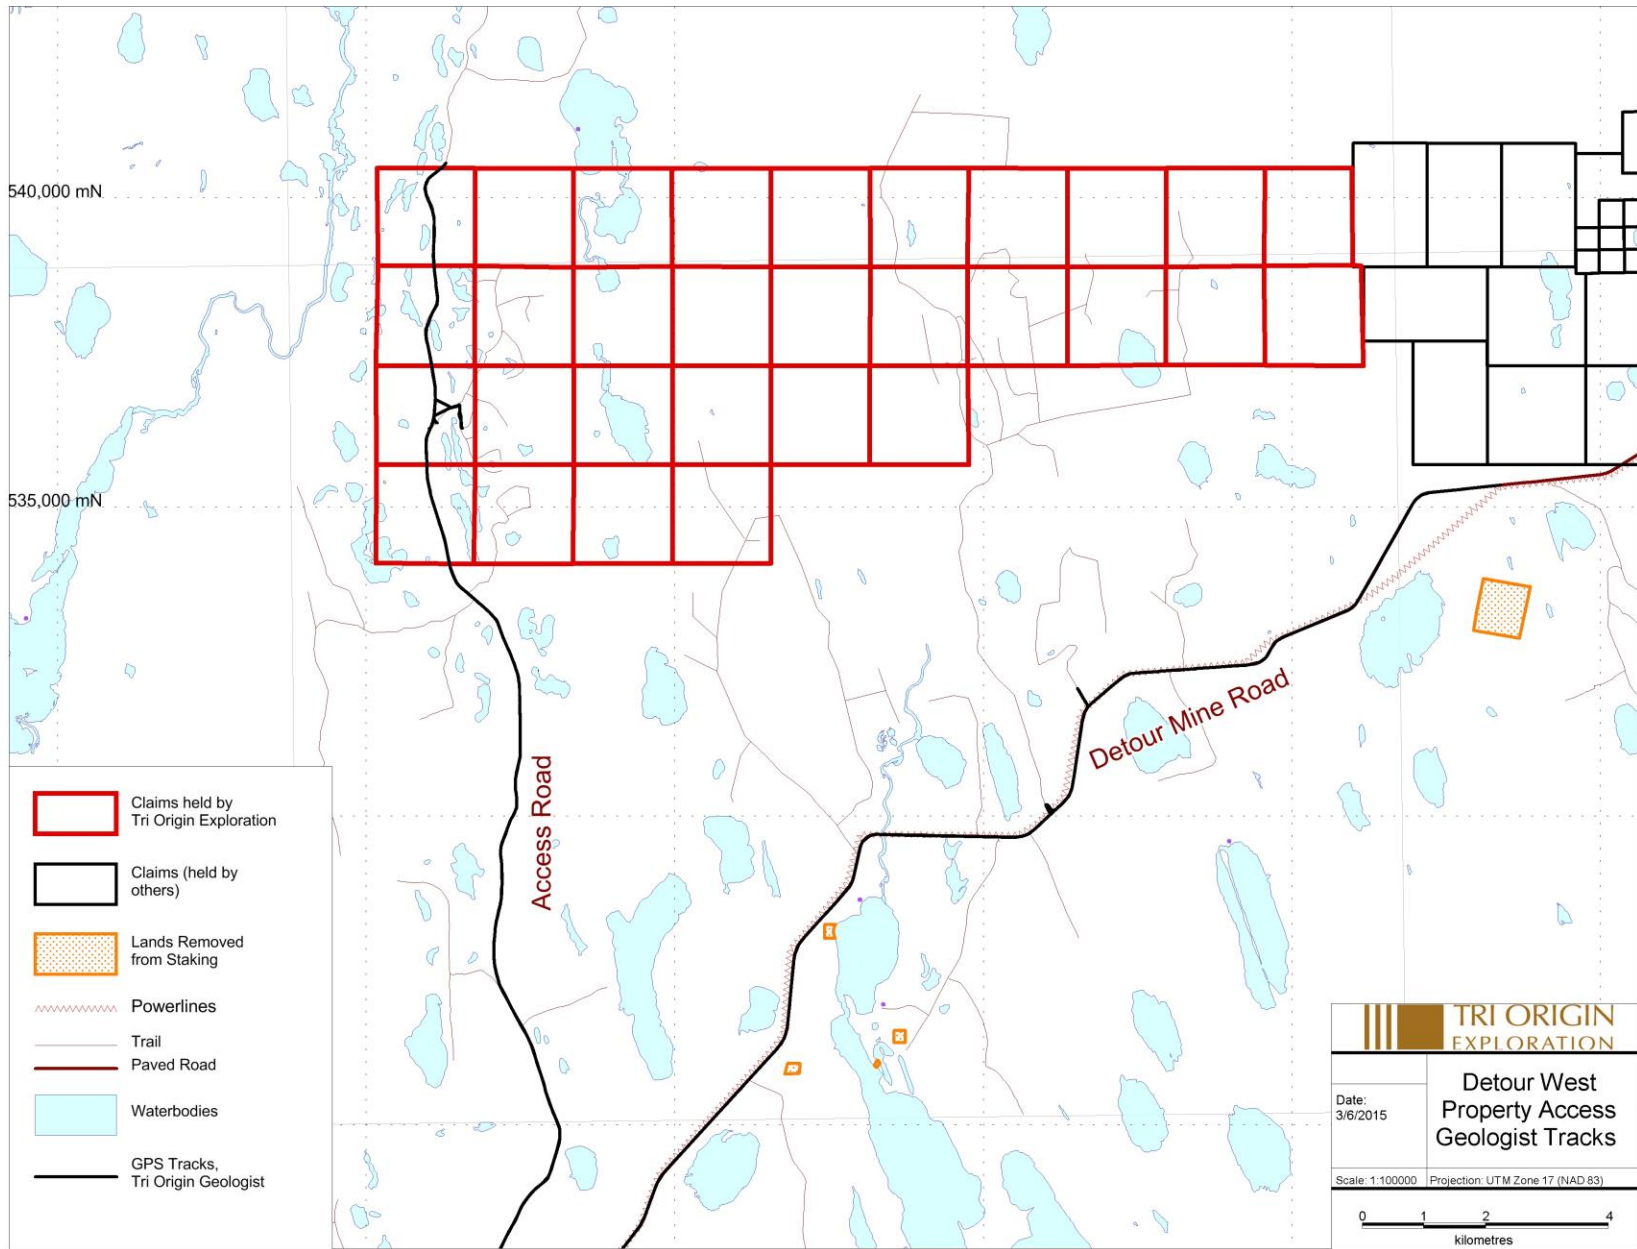 540,000 mN
535,000 mN
Access Road
Detour Mine Road
Claims held by
Tri Origin Exploration
Claims (held by
others)
Lands Removed
from Staking
Powerlines
Trail
Paved Road
Waterbodies
GPS Tracks,
Tri Origin Geologist
TRI ORIGIN
EXPLORATION
Date:
3/6/2015
Detour West
Property Access
Geologist Tracks
Scale: 1:100000
Projection: UTM Zone 17 (NAD 83)
0 1 2 4
kilometres